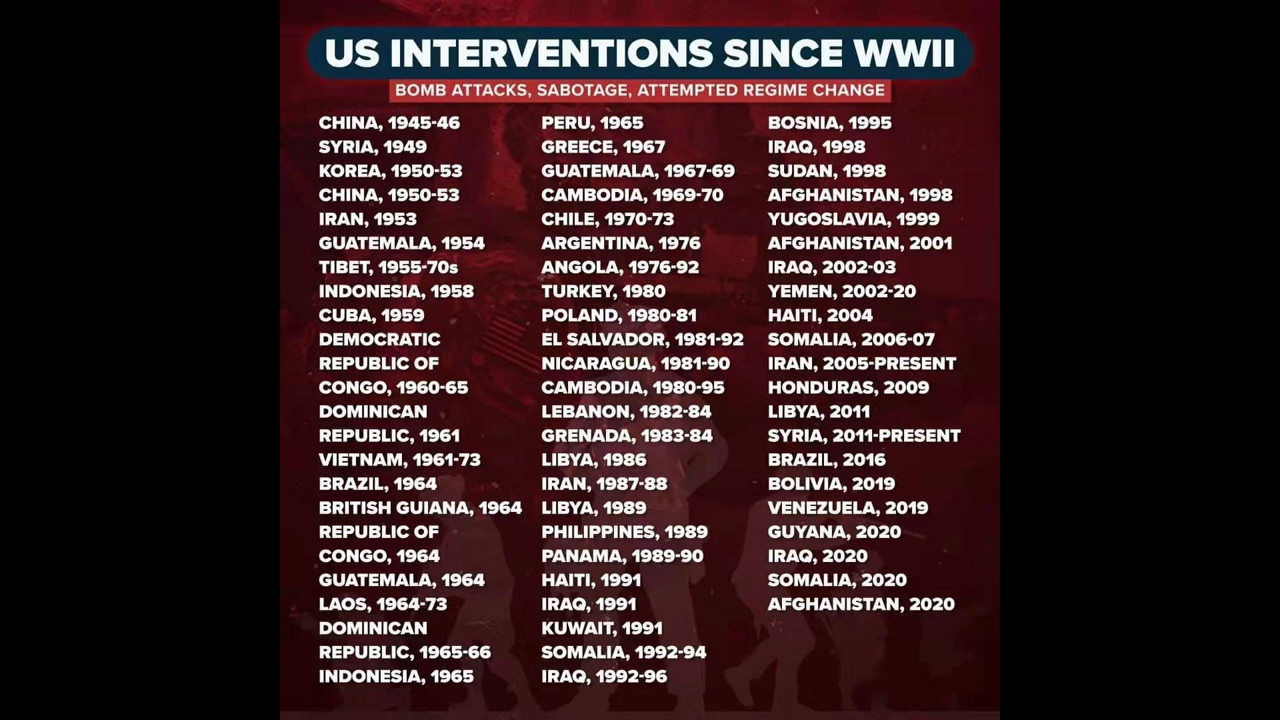 US INTERVENTIONS SINCE WWII
BOMB ATTACKS, SABOTAGE, ATTEMPTED REGIME CHANGE
CHINA, 1945-46
SYRIA, 1949
KOREA, 1950-53
CHINA, 1950-53
IRAN, 1953
GUATEMALA, 1954
TIBET, 1955-70s
INDONESIA, 1958
CUBA, 1959
DEMOCRATIC
REPUBLIC OF
CONGO, 1960-65
DOMINICAN
REPUBLIC, 1961
VIETNAM, 1961-73
BRAZIL, 1964
BRITISH GUIANA, 1964
REPUBLIC OF
CONGO, 1964
GUATEMALA, 1964
LAOS, 1964-73
DOMINICAN
REPUBLIC, 1965-66
INDONESIA, 1965
PERU, 1965
GREECE, 1967
GUATEMALA, 1967-69
CAMBODIA, 1969-70
CHILE, 1970-73
ARGENTINA, 1976
ANGOLA, 1976-92
TURKEY, 1980
POLAND, 1980-81
EL SALVADOR, 1981-92
NICARAGUA, 1981-90
CAMBODIA, 1980-95
LEBANON, 1982-84
GRENADA, 1983-84
LIBYA, 1986
IRAN, 1987-88
LIBYA, 1989
PHILIPPINES, 1989
PANAMA, 1989-90
HAITI, 1991
IRAQ, 1991
KUWAIT, 1991
SOMALIA, 1992-94
IRAQ, 1992-96
BOSNIA, 1995
IRAQ, 1998
SUDAN, 1998
AFGHANISTAN, 1998
YUGOSLAVIA, 1999
AFGHANISTAN, 2001
IRAQ, 2002-03
YEMEN, 2002-20
HAITI, 2004
SOMALIA, 2006-07
IRAN, 2005-PRESENT
HONDURAS, 2009
LIBYA, 2011
SYRIA, 2011-PRESENT
BRAZIL, 2016
BOLIVIA, 2019
VENEZUELA, 2019
GUYANA, 2020
IRAQ, 2020
SOMALIA, 2020
AFGHANISTAN, 2020